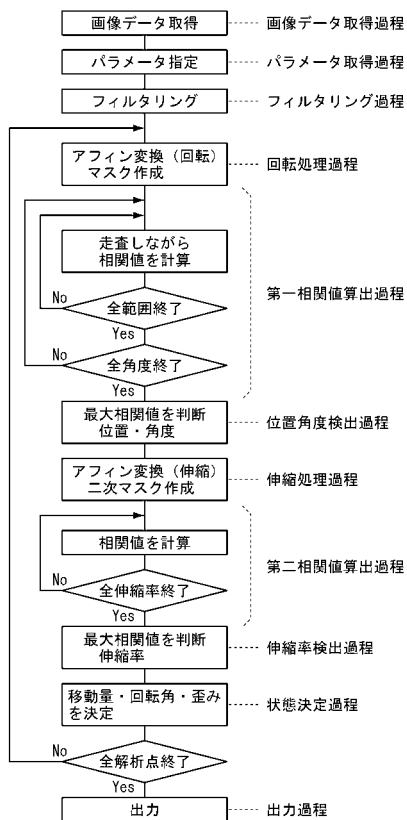 画像データ取得
画像データ取得過程
パラメータ指定
パラメータ取得過程
フィルタリング
フィルタリング過程
アフィン変換（回転）
マスク作成
回転処理過程
走査しながら
相関値を計算
第一相関値算出過程
No
全範囲終了
Yes
No
全角度終了
Yes
最大相関値を判断
位置・角度
位置角度検出過程
アフィン変換（伸縮）
二次マスク作成
伸縮処理過程
相関値を計算
第二相関値算出過程
No
全伸縮率終了
Yes
最大相関値を判断
伸縮率
伸縮率検出過程
移動量・回転角・歪み
を決定
状態決定過程
No
全解析点終了
Yes
出力
出力過程